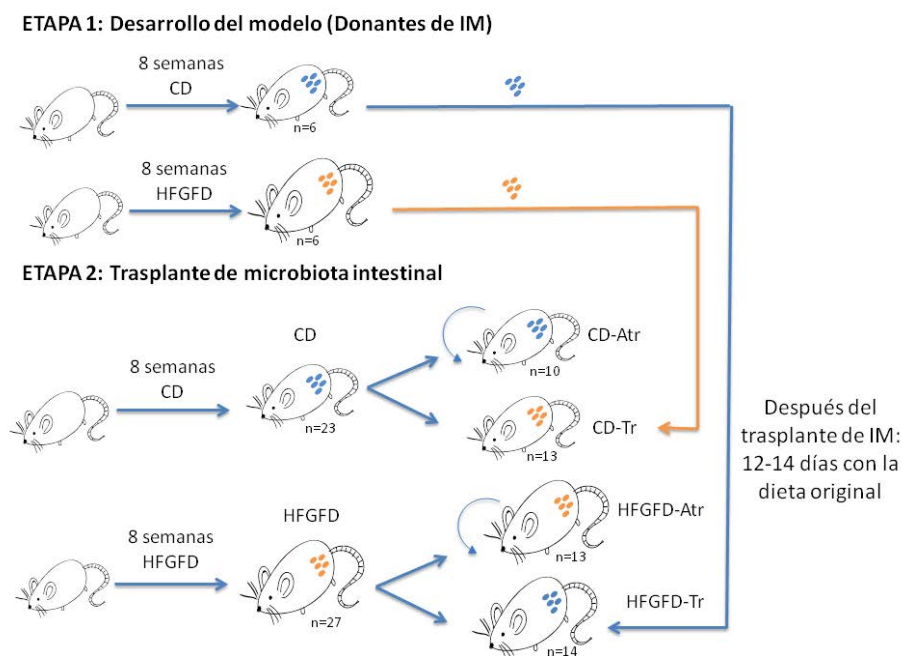 ETAPA 1: Desarrollo del modelo (Donantes de IM)
8 semanas
CD
n=6
8 semanas
HFGFD
n=6
ETAPA 2: Trasplante de microbiota intestinal
8 semanas
CD
CD
n=23
CD-Atr
n=10
CD-Tr
n=13
Después del
trasplante de IM:
12-14 días con la
dieta original
8 semanas
HFGFD
HFGFD
n=27
HFGFD-Atr
n=13
HFGFD-Tr
n=14